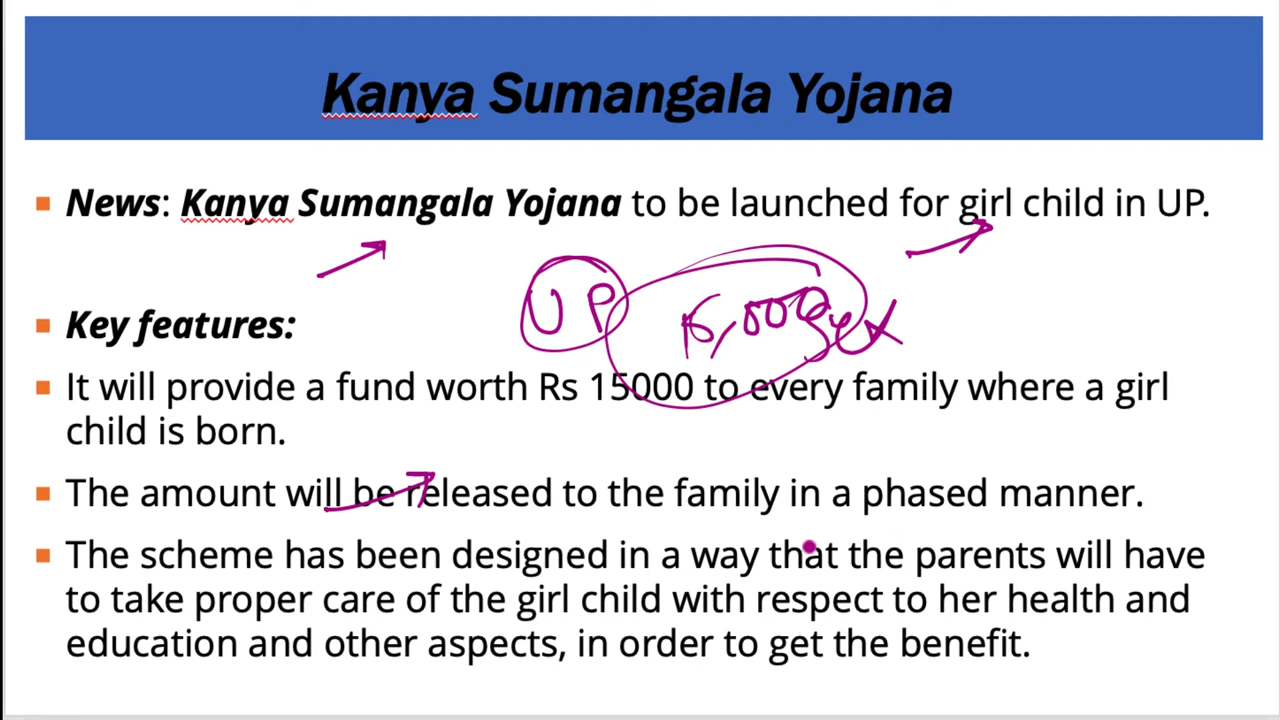 Kanya Sumangala Yojana
News: Kanya Sumangala Yojana to be launched for girl child in UP.
UP 15,000
Key features:
It will provide a fund worth Rs 15000 to every family where a girl
child is born.
The amount will be released to the family in a phased manner.
The scheme has been designed in a way that the parents will have
to take proper care of the girl child with respect to her health and
education and other aspects, in order to get the benefit.